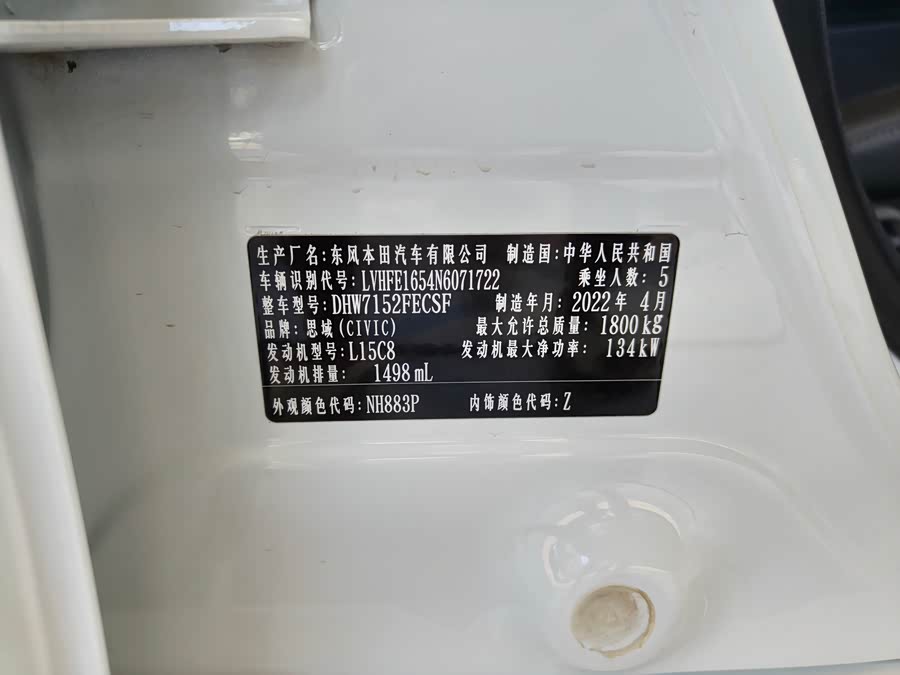 生产厂名:东风本田汽车有限公司 制造国:中华人民共和国
车辆识别代号:LVHFE1654N6071722 乘坐人数:5
整车型号:DHW7152FECSF 制造年月:2022年 4月
品牌:思域(CIVIC) 最大允许总质量:1800kg
发动机型号:L15C8 发动机最大净功率:134kW
发动机排量: 1498mL
外观颜色代码:NH883P 内饰颜色代码:Z